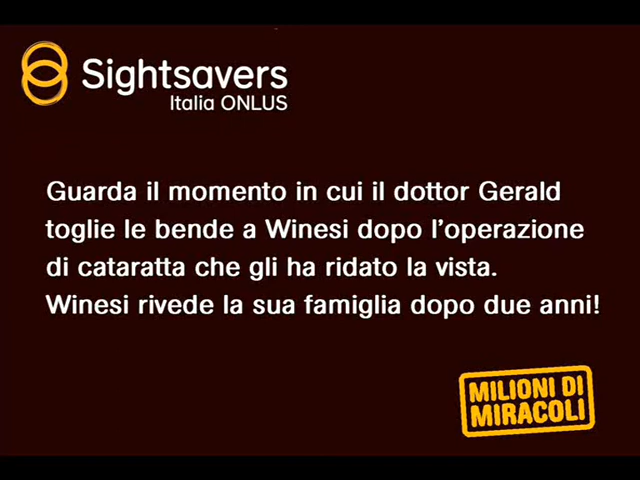 Sightsavers
Italia ONLUS
Guarda il momento in cui il dottor Gerald
toglie le bende a Winesi dopo l'operazione
di cataratta che gli ha ridato la vista.
Winesi rivede la sua famiglia dopo due anni!
MILIONI DI
MIRACOLI